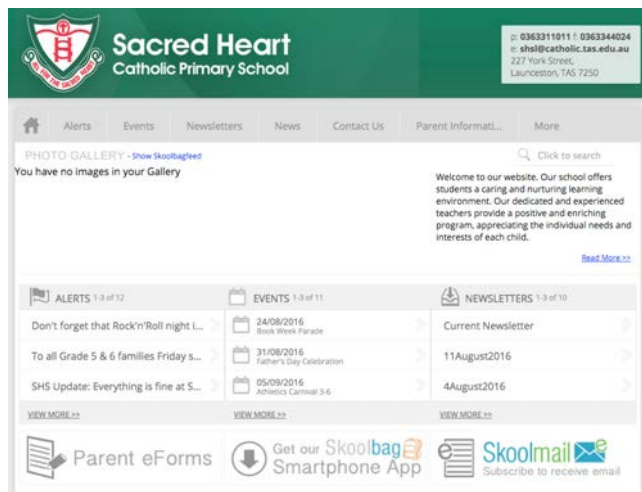 ALL FOR THE SACRED HEART
Sacred Heart
Catholic Primary School
p: 0363311011 f: 0363344024
e: shsl@catholic.tas.edu.au
227 York Street,
Launceston, TAS 7250
Alerts Events Newsletters News Contact Us Parent Informati... More
PHOTO GALLERY - Show Skoolbagfeed
Click to search
You have no images in your Gallery
Welcome to our website. Our school offers
students a caring and nurturing learning
environment. Our dedicated and experienced
teachers provide a positive and enriching
program, appreciating the individual needs and
interests of each child.
Read More >>
ALERTS 1-3 of 12
Don't forget that Rock'n'Roll night i...
To all Grade 5 & 6 families Friday s...
SHS Update: Everything is fine at S...
VIEW MORE >>
EVENTS 1-3 of 11
24/08/2016
Book Week Parade
31/08/2016
Father's Day Celebration
05/09/2016
Athletics Carnival 3-6
VIEW MORE >>
NEWSLETTERS 1-3 of 10
Current Newsletter
11August2016
4August2016
VIEW MORE >>
Parent eForms
Get our Skoolbag
Smartphone App
Skoolmail
Subscribe to receive email